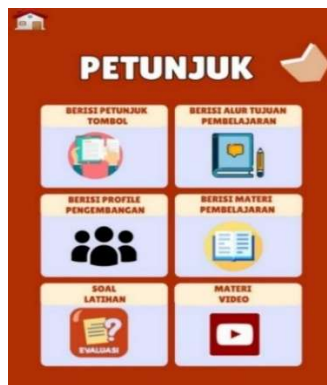 PETUNJUK
BERISI PETUNJUK
TOMBOL
BERISI ALUR TUJUAN
PEMBELAJARAN
BERISI PROFILE
PENGEMBANGAN
BERISI MATERI
PEMBELAJARAN
SOAL
LATIHAN
EVALUASI
MATERI
VIDEO